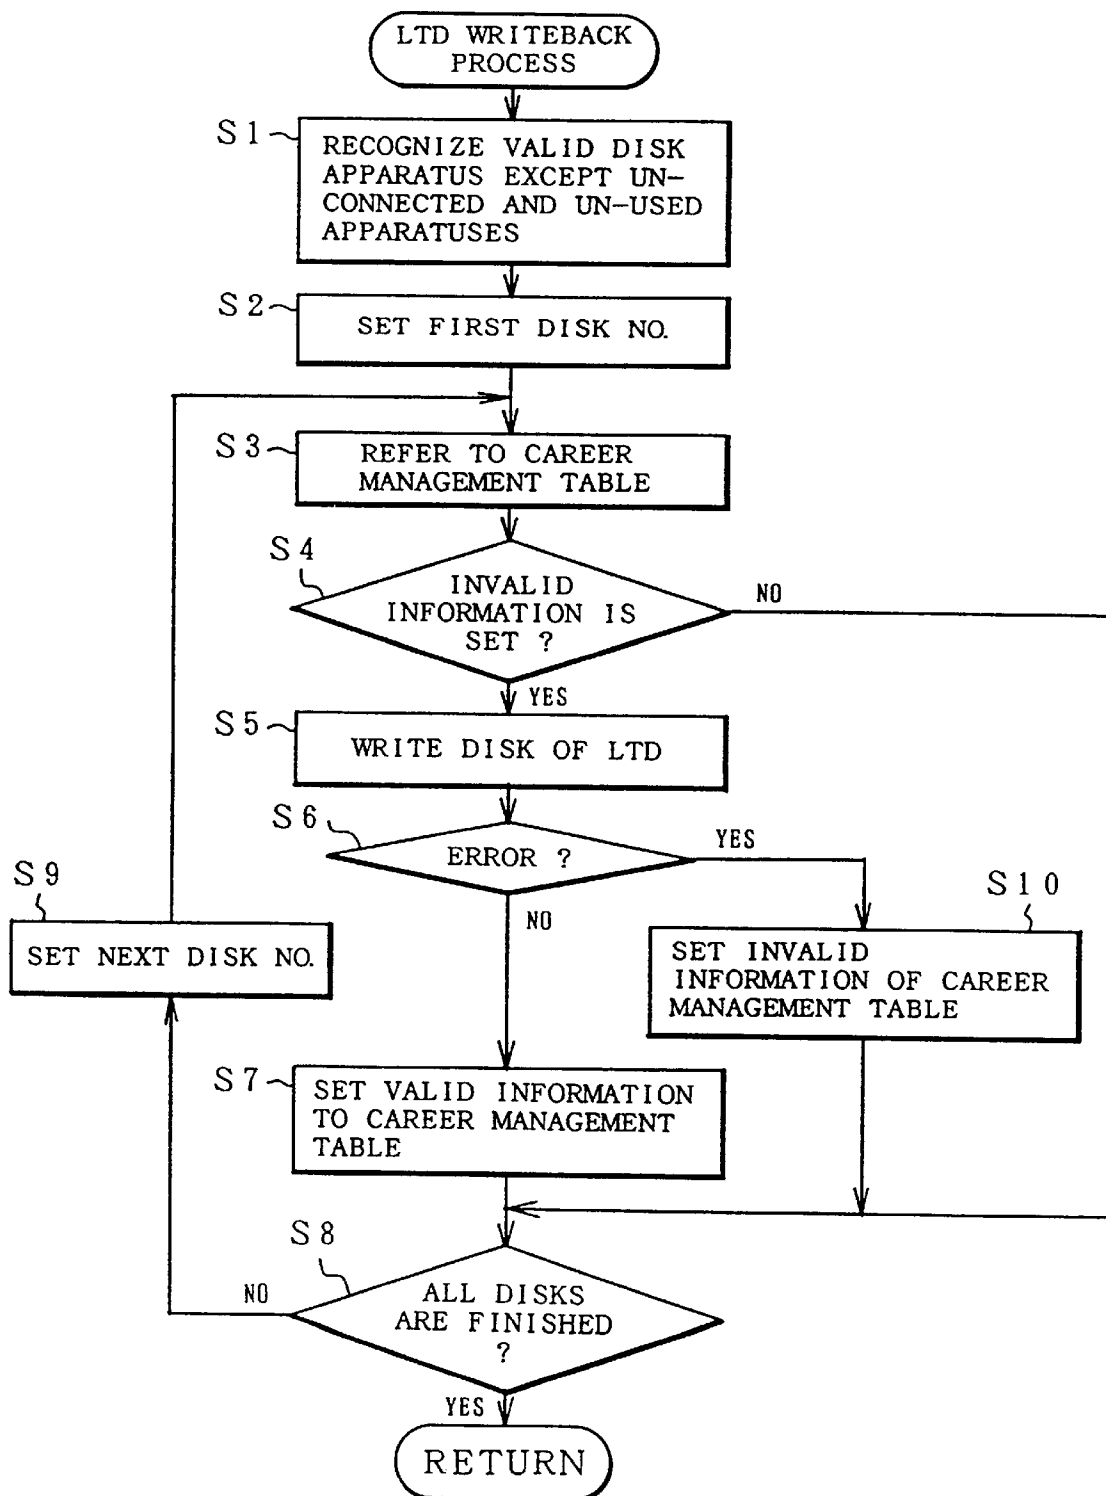 LTD WRITEBACK
PROCESS
S1
RECOGNIZE VALID DISK
APPARATUS EXCEPT UN-
CONNECTED AND UN-USED
APPARATUSES
S2
SET FIRST DISK NO.
S3
REFER TO CAREER
MANAGEMENT TABLE
S4
INVALID
INFORMATION IS
SET ?
NO
YES
S5
WRITE DISK OF LTD
S6
ERROR ?
YES
NO
S9
SET NEXT DISK NO.
S10
SET INVALID
INFORMATION OF CAREER
MANAGEMENT TABLE
S7
SET VALID INFORMATION
TO CAREER MANAGEMENT
TABLE
S8
NO
ALL DISKS
ARE FINISHED
?
YES
RETURN